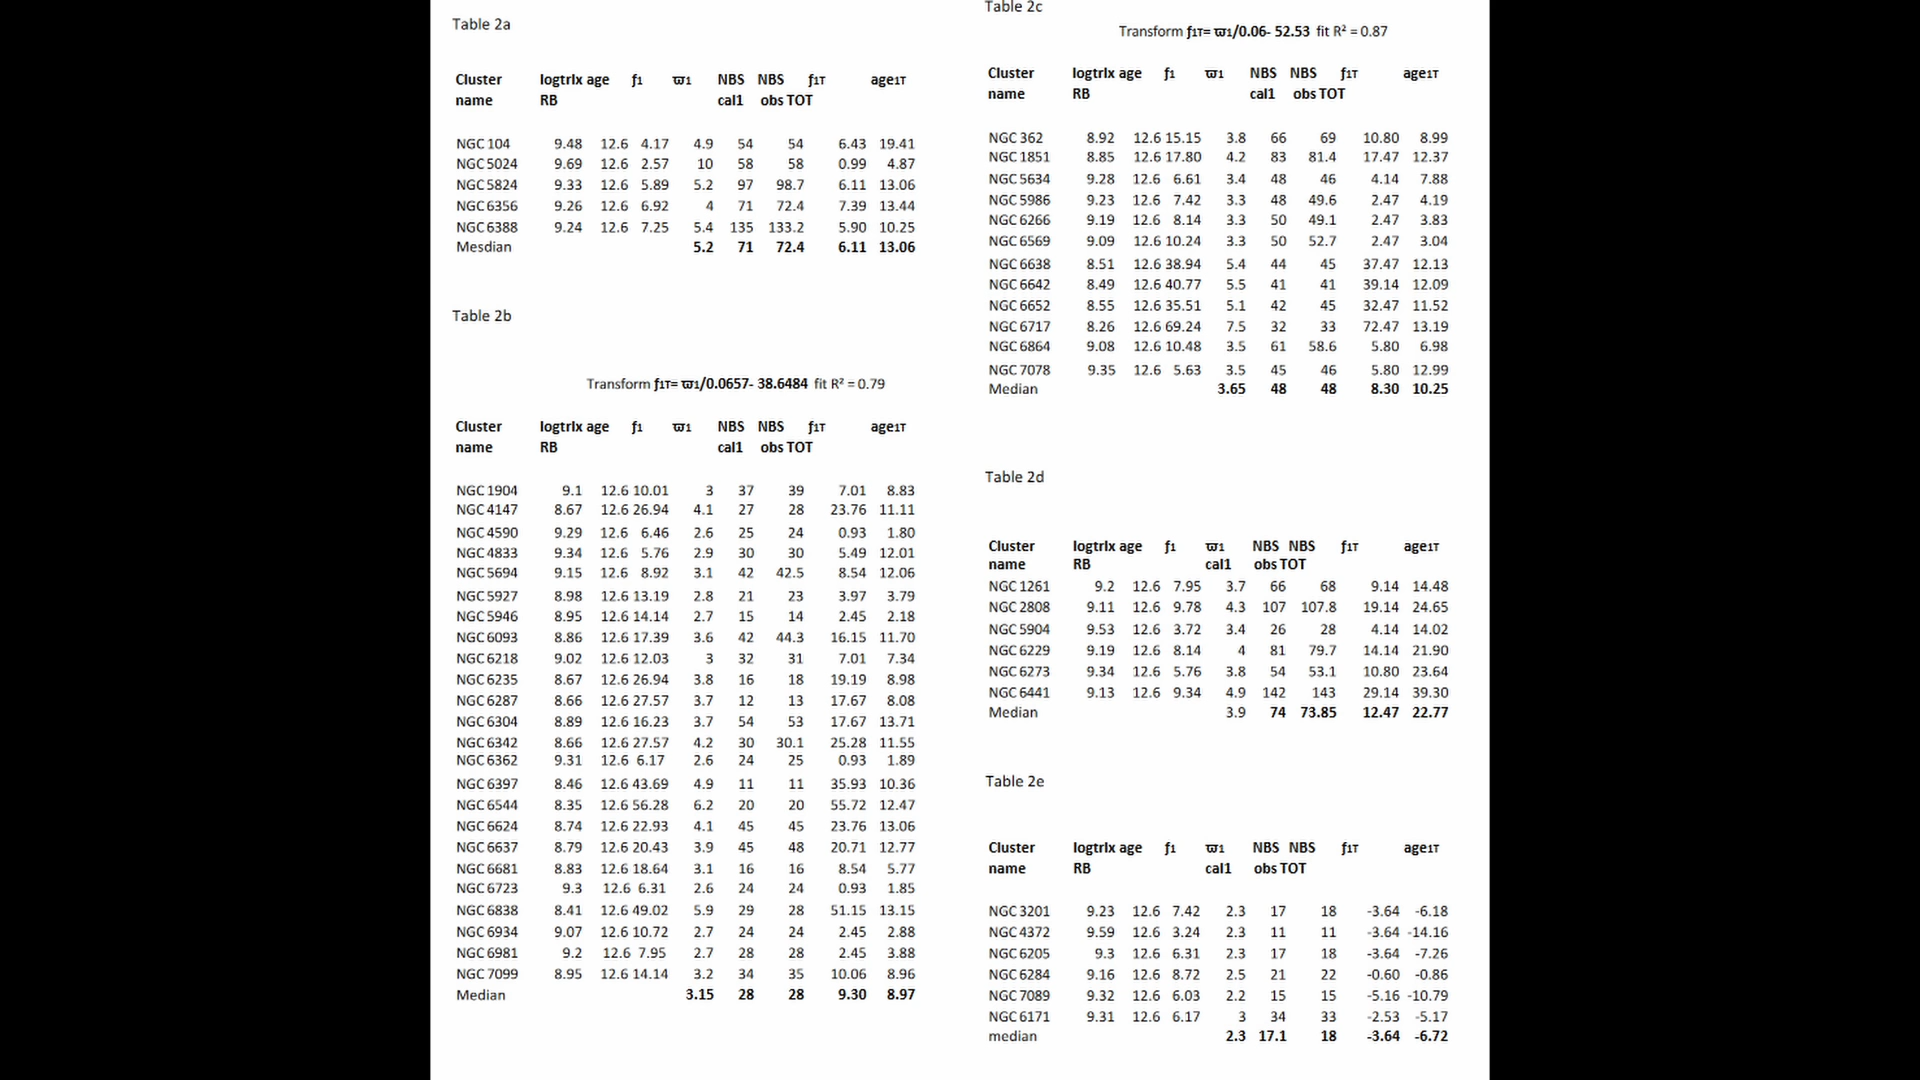 Table 2a
Cluster logtrlx age ƒ1 ϖ1 NBS NBS ƒ1T age1T
name RB cal1 obs TOT
NGC 104 9.48 12.6 4.17 4.9 54 54 6.43 19.41
NGC 5024 9.69 12.6 2.57 10 58 58 0.99 4.87
NGC 5824 9.33 12.6 5.89 5.2 97 98.7 6.11 13.06
NGC 6356 9.26 12.6 6.92 4 71 72.4 7.39 13.44
NGC 6388 9.24 12.6 7.25 5.4 135 133.2 5.90 10.25
Mesdian 5.2 71 72.4 6.11 13.06
Table 2b
Transform ƒ1T= ϖ1/0.0657- 38.6484 fit R² = 0.79
Cluster logtrlx age ƒ1 ϖ1 NBS NBS ƒ1T age1T
name RB cal1 obs TOT
NGC 1904 9.1 12.6 10.01 3 37 39 7.01 8.83
NGC 4147 8.67 12.6 26.94 4.1 27 28 23.76 11.11
NGC 4590 9.29 12.6 6.46 2.6 25 24 0.93 1.80
NGC 4833 9.34 12.6 5.76 2.9 30 30 5.49 12.01
NGC 5694 9.15 12.6 8.92 3.1 42 42.5 8.54 12.06
NGC 5927 8.98 12.6 13.19 2.8 21 23 3.97 3.79
NGC 5946 8.95 12.6 14.14 2.7 15 14 2.45 2.18
NGC 6093 8.86 12.6 17.39 3.6 42 44.3 16.15 11.70
NGC 6218 9.02 12.6 12.03 3 32 31 7.01 7.34
NGC 6235 8.67 12.6 26.94 3.8 16 18 19.19 8.98
NGC 6287 8.66 12.6 27.57 3.7 12 13 17.67 8.08
NGC 6304 8.89 12.6 16.23 3.7 54 53 17.67 13.71
NGC 6342 8.66 12.6 27.57 4.2 30 30.1 25.28 11.55
NGC 6362 9.31 12.6 6.17 2.6 24 25 0.93 1.89
NGC 6397 8.46 12.6 43.69 4.9 11 11 35.93 10.36
NGC 6544 8.35 12.6 56.28 6.2 20 20 55.72 12.47
NGC 6624 8.74 12.6 22.93 4.1 45 45 23.76 13.06
NGC 6637 8.79 12.6 20.43 3.9 45 48 20.71 12.77
NGC 6681 8.83 12.6 18.64 3.1 16 16 8.54 5.77
NGC 6723 9.3 12.6 6.31 2.6 24 24 0.93 1.85
NGC 6838 8.41 12.6 49.02 5.9 29 28 51.15 13.15
NGC 6934 9.07 12.6 10.72 2.7 24 24 2.45 2.88
NGC 6981 9.2 12.6 7.95 2.7 28 28 2.45 3.88
NGC 7099 8.95 12.6 14.14 3.2 34 35 10.06 8.96
Median 3.15 28 28 9.30 8.97
Table 2c
Transform ƒ1T= ϖ1/0.06- 52.53 fit R² = 0.87
Cluster logtrlx age ƒ1 ϖ1 NBS NBS ƒ1T age1T
name RB cal1 obs TOT
NGC 362 8.92 12.6 15.15 3.8 66 69 10.80 8.99
NGC 1851 8.85 12.6 17.80 4.2 83 81.4 17.47 12.37
NGC 5634 9.28 12.6 6.61 3.4 48 46 4.14 7.88
NGC 5986 9.23 12.6 7.42 3.3 48 49.6 2.47 4.19
NGC 6266 9.19 12.6 8.14 3.3 50 49.1 2.47 3.83
NGC 6569 9.09 12.6 10.24 3.3 50 52.7 2.47 3.04
NGC 6638 8.51 12.6 38.94 5.4 44 45 37.47 12.13
NGC 6642 8.49 12.6 40.77 5.5 41 41 39.14 12.09
NGC 6652 8.55 12.6 35.51 5.1 42 45 32.47 11.52
NGC 6717 8.26 12.6 69.24 7.5 32 33 72.47 13.19
NGC 6864 9.08 12.6 10.48 3.5 61 58.6 5.80 6.98
NGC 7078 9.35 12.6 5.63 3.5 45 46 5.80 12.99
Median 3.65 48 48 8.30 10.25
Table 2d
Cluster logtrlx age ƒ1 ϖ1 NBS NBS ƒ1T age1T
name RB cal1 obs TOT
NGC 1261 9.2 12.6 7.95 3.7 66 68 9.14 14.48
NGC 2808 9.11 12.6 9.78 4.3 107 107.8 19.14 24.65
NGC 5904 9.53 12.6 3.72 3.4 26 28 4.14 14.02
NGC 6229 9.19 12.6 8.14 4 81 79.7 14.14 21.90
NGC 6273 9.34 12.6 5.76 3.8 54 53.1 10.80 23.64
NGC 6441 9.13 12.6 9.34 4.9 142 143 29.14 39.30
Median 3.9 74 73.85 12.47 22.77
Table 2e
Cluster logtrlx age ƒ1 ϖ1 NBS NBS ƒ1T age1T
name RB cal1 obs TOT
NGC 3201 9.23 12.6 7.42 2.3 17 18 -3.64 -6.18
NGC 4372 9.59 12.6 3.24 2.3 11 11 -3.64 -14.16
NGC 6205 9.3 12.6 6.31 2.3 17 18 -3.64 -7.26
NGC 6284 9.16 12.6 8.72 2.5 21 22 -0.60 -0.86
NGC 7089 9.32 12.6 6.03 2.2 15 15 -5.16 -10.79
NGC 6171 9.31 12.6 6.17 3 34 33 -2.53 -5.17
median 2.3 17.1 18 -3.64 -6.72